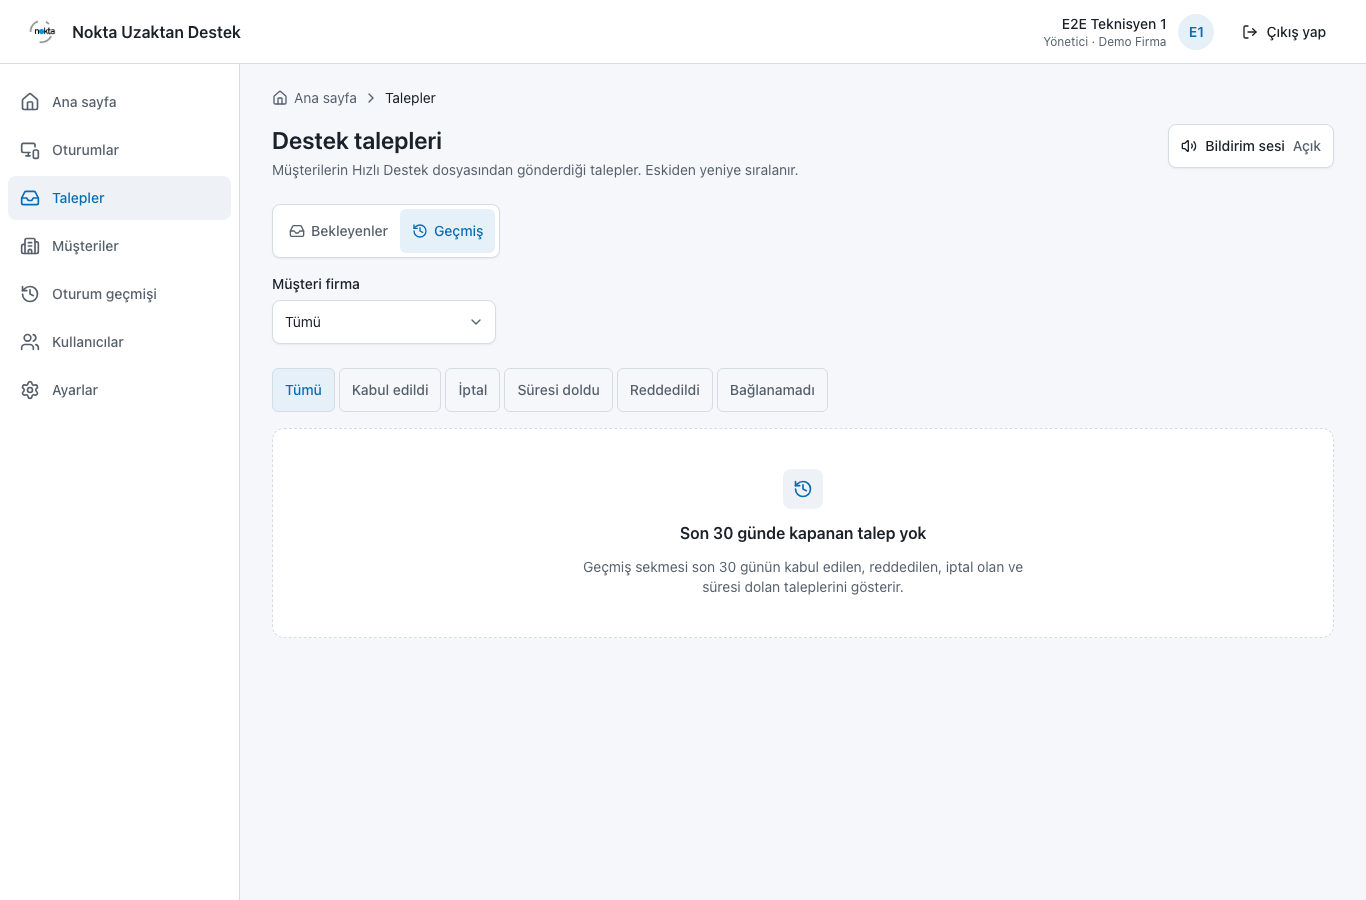 nokta
Nokta Uzaktan Destek
E2E Teknisyen 1
Yönetici · Demo Firma
E1
Çıkış yap
Ana sayfa
Oturumlar
Talepler
Müşteriler
Oturum geçmişi
Kullanıcılar
Ayarlar
Ana sayfa
Talepler
Destek talepleri
Müşterilerin Hızlı Destek dosyasından gönderdiği talepler. Eskiden yeniye sıralanır.
Bildirim sesi Açık
Bekleyenler
Geçmiş
Müşteri firma
Tümü
Tümü
Kabul edildi
İptal
Süresi doldu
Reddedildi
Bağlanamadı
Son 30 günde kapanan talep yok
Geçmiş sekmesi son 30 günün kabul edilen, reddedilen, iptal olan ve
süresi dolan taleplerini gösterir.